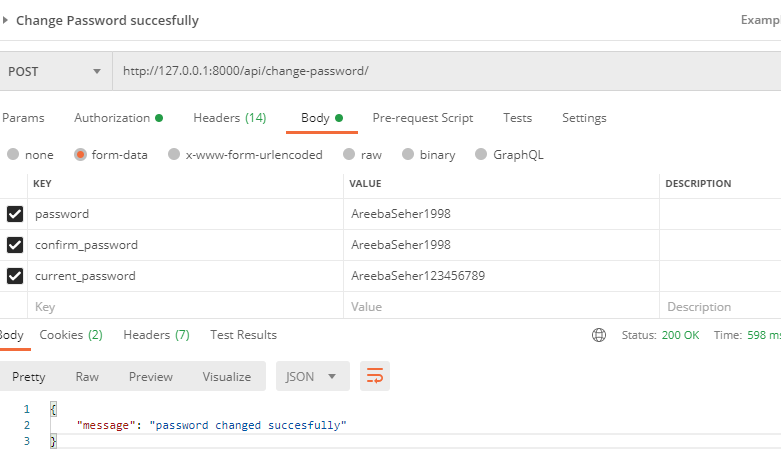 Change Password succesfully
Examp
POST http://127.0.0.1:8000/api/change-password/
Params Authorization Headers (14) Body Pre-request Script Tests Settings
none form-data x-www-form-urlencoded raw binary GraphQL
KEY VALUE DESCRIPTION
password AreebaSeher1998
confirm_password AreebaSeher1998
current_password AreebaSeher123456789
Key Value Description
Body Cookies (2) Headers (7) Test Results Status: 200 OK Time: 598 ms
Pretty Raw Preview Visualize JSON
1 {
2 "message": "password changed succesfully"
3 }